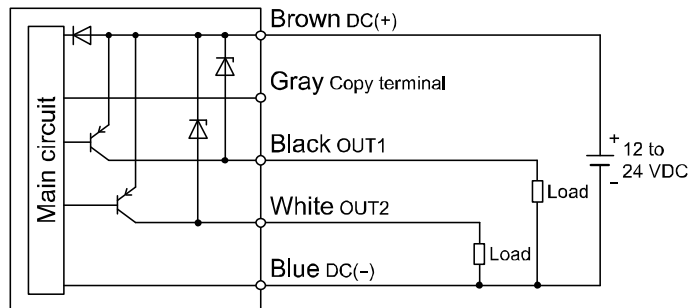 Brown DC(+)
Gray Copy terminal
Main circuit
Black OUT1
+
12 to
24 VDC
-
Load
White OUT2
Load
Blue DC(−)